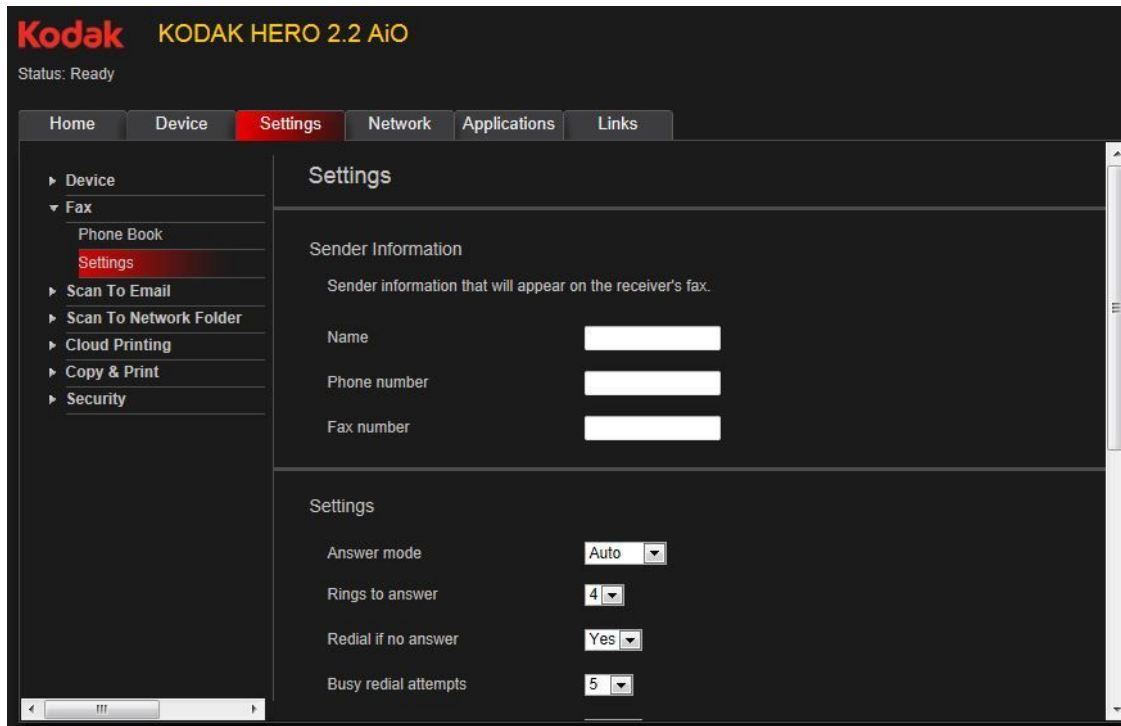 Kodak KODAK HERO 2.2 AiO
Status: Ready
Home Device Settings Network Applications Links
Device
Fax
Phone Book
Settings
Scan To Email
Scan To Network Folder
Cloud Printing
Copy & Print
Security
Settings
Sender Information
Sender information that will appear on the receiver's fax.
Name
Phone number
Fax number
Settings
Answer mode Auto
Rings to answer 4
Redial if no answer Yes
Busy redial attempts 5